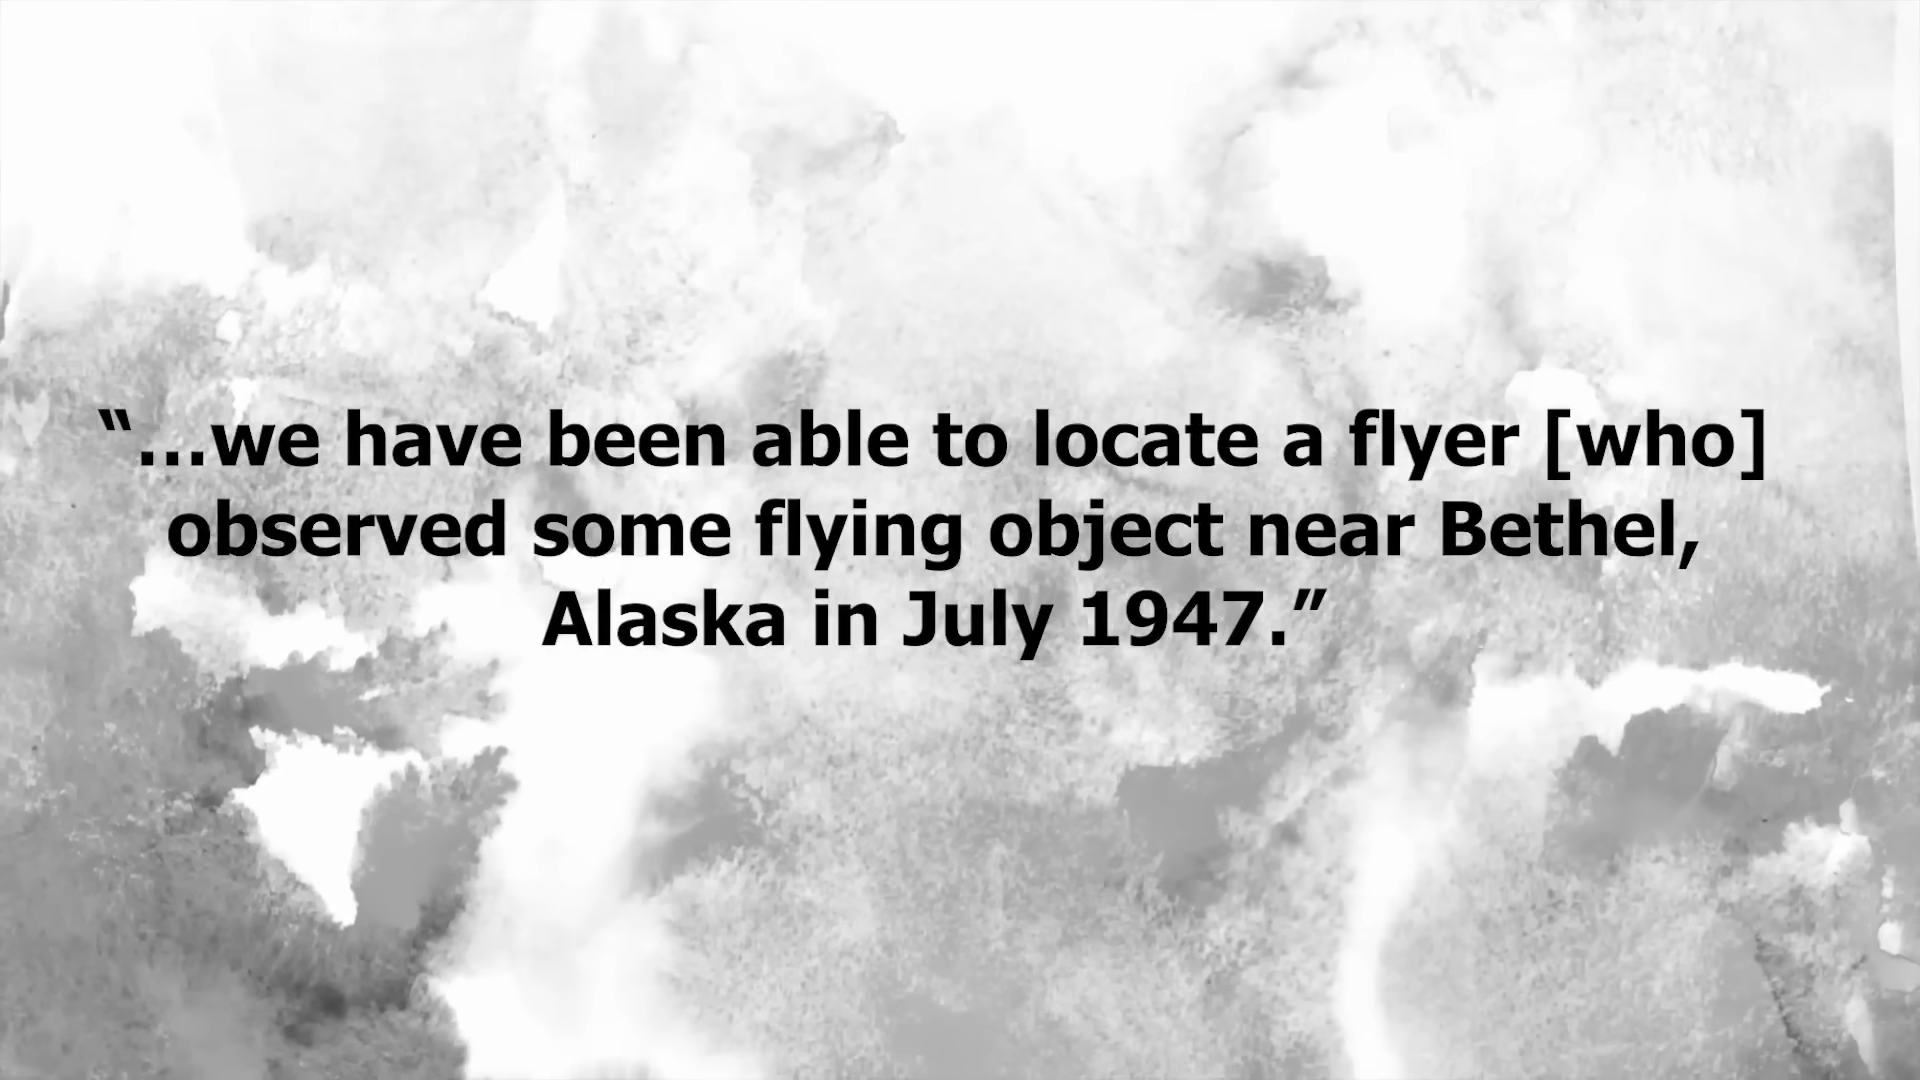 “…we have been able to locate a flyer [who]
observed some flying object near Bethel,
Alaska in July 1947.”